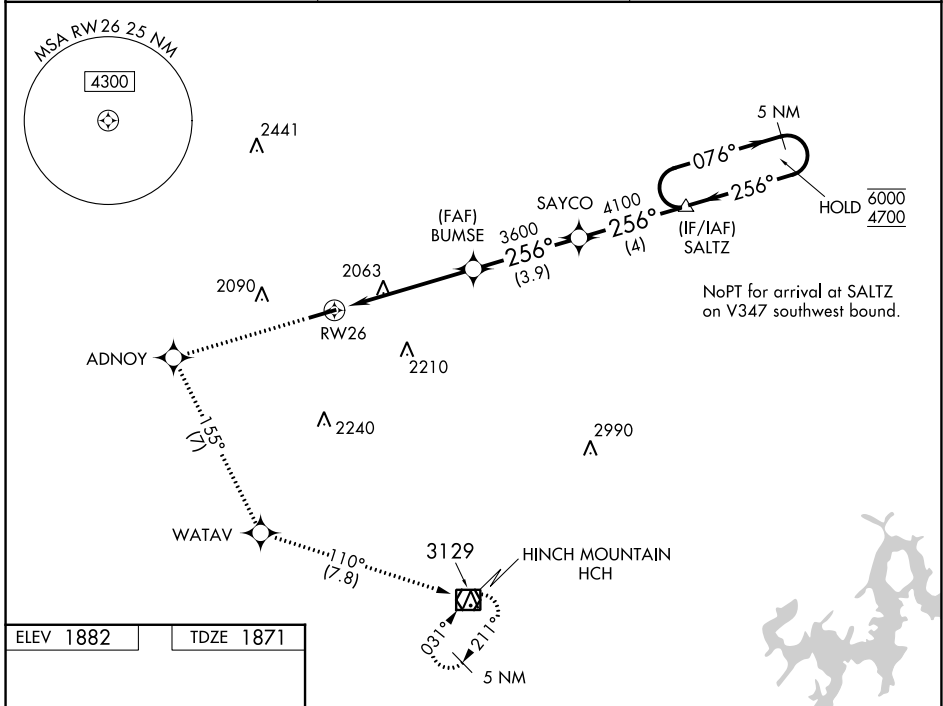 MSA RW26 25 NM
4300
2441
5 NM
076°
256°
HOLD
6000
4700
SAYCO
4100
256°
(4)
(IF/IAF)
SALTZ
(FAF)
BUMSE
3600
256°
(3.9)
NoPT for arrival at SALTZ
on V347 southwest bound.
2090
2063
RW26
ADNOY
2210
2240
2990
155°
(7)
WATAV
110°
(7.8)
3129
HINCH MOUNTAIN
HCH
031°
211°
5 NM
ELEV 1882
TDZE 1871